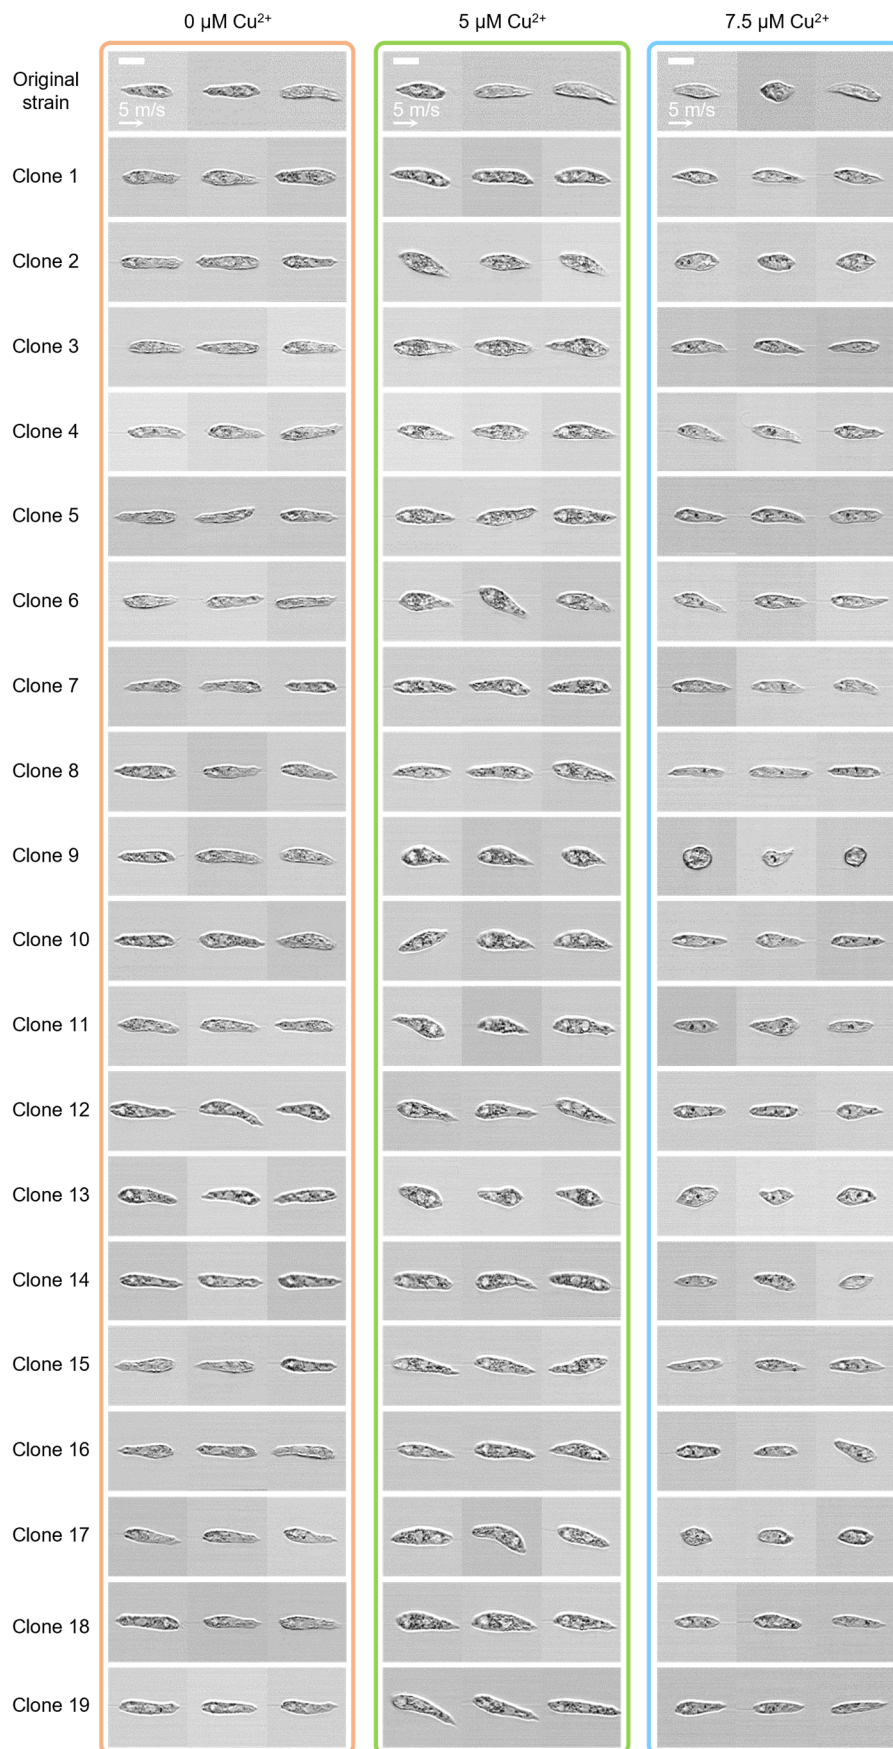 0 µM Cu²⁺ 5 µM Cu²⁺ 7.5 µM Cu²⁺
Original
strain
5 m/s 5 m/s 5 m/s
Clone 1
Clone 2
Clone 3
Clone 4
Clone 5
Clone 6
Clone 7
Clone 8
Clone 9
Clone 10
Clone 11
Clone 12
Clone 13
Clone 14
Clone 15
Clone 16
Clone 17
Clone 18
Clone 19